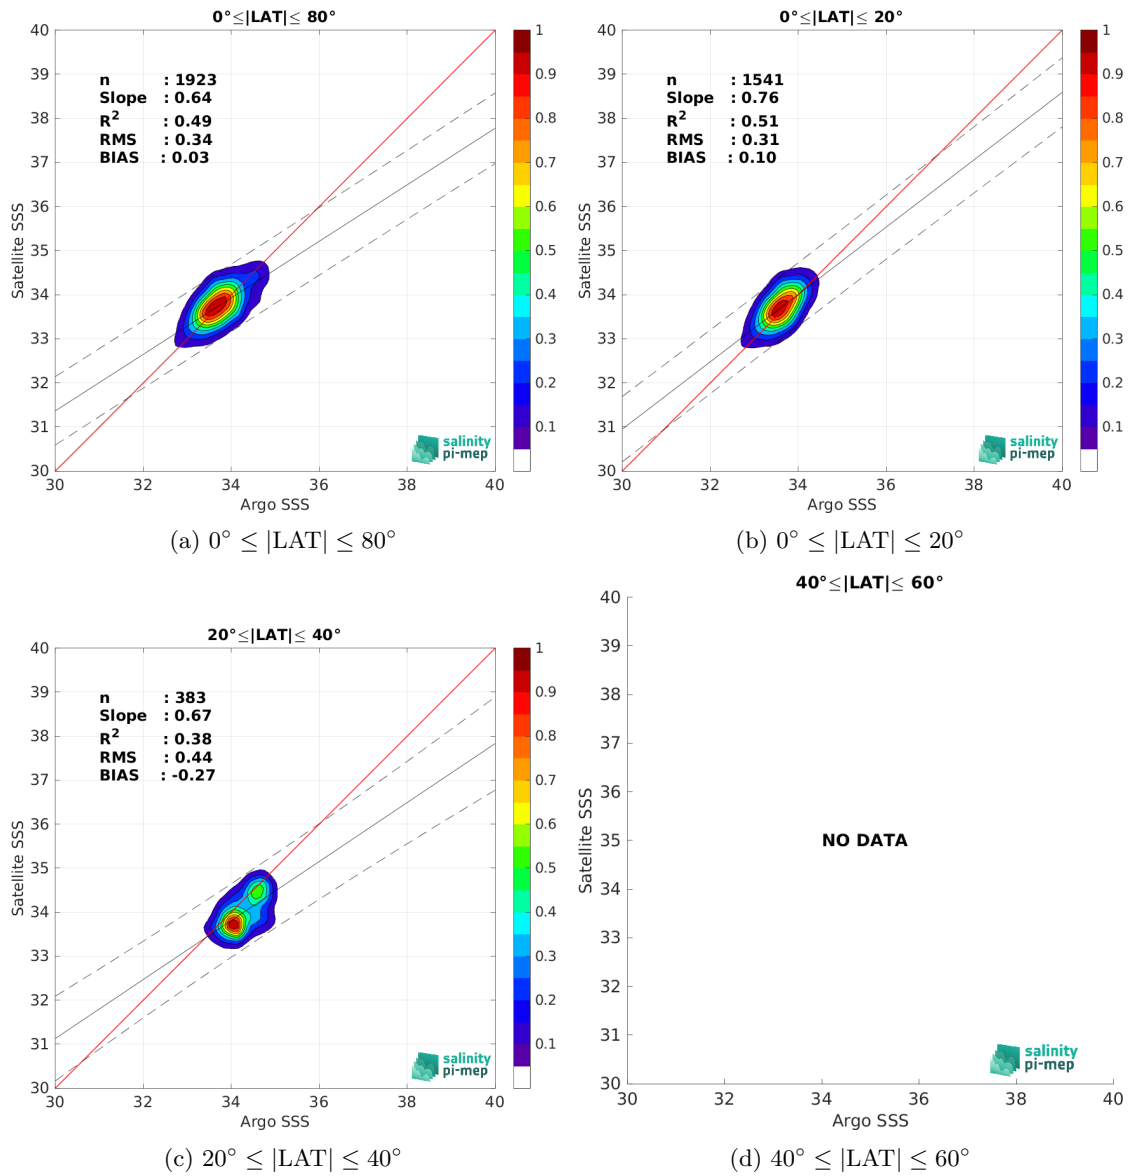 0°≤|LAT|≤ 80°
40
39
38
37
36
35
34
33
32
31
30
30
32
34
36
38
40
Satellite SSS
Argo SSS
n : 1923
Slope : 0.64
R² : 0.49
RMS : 0.34
BIAS : 0.03
1
0.9
0.8
0.7
0.6
0.5
0.4
0.3
0.2
0.1
salinity
pi-mep
(a) 0° ≤ |LAT| ≤ 80°
0°≤|LAT|≤ 20°
40
39
38
37
36
35
34
33
32
31
30
30
32
34
36
38
40
Satellite SSS
Argo SSS
n : 1541
Slope : 0.76
R² : 0.51
RMS : 0.31
BIAS : 0.10
1
0.9
0.8
0.7
0.6
0.5
0.4
0.3
0.2
0.1
salinity
pi-mep
(b) 0° ≤ |LAT| ≤ 20°
20°≤|LAT|≤ 40°
40
39
38
37
36
35
34
33
32
31
30
30
32
34
36
38
40
Satellite SSS
Argo SSS
n : 383
Slope : 0.67
R² : 0.38
RMS : 0.44
BIAS : -0.27
1
0.9
0.8
0.7
0.6
0.5
0.4
0.3
0.2
0.1
salinity
pi-mep
(c) 20° ≤ |LAT| ≤ 40°
40°≤|LAT|≤ 60°
40
39
38
37
36
35
34
33
32
31
30
30
32
34
36
38
40
Satellite SSS
Argo SSS
NO DATA
salinity
pi-mep
(d) 40° ≤ |LAT| ≤ 60°